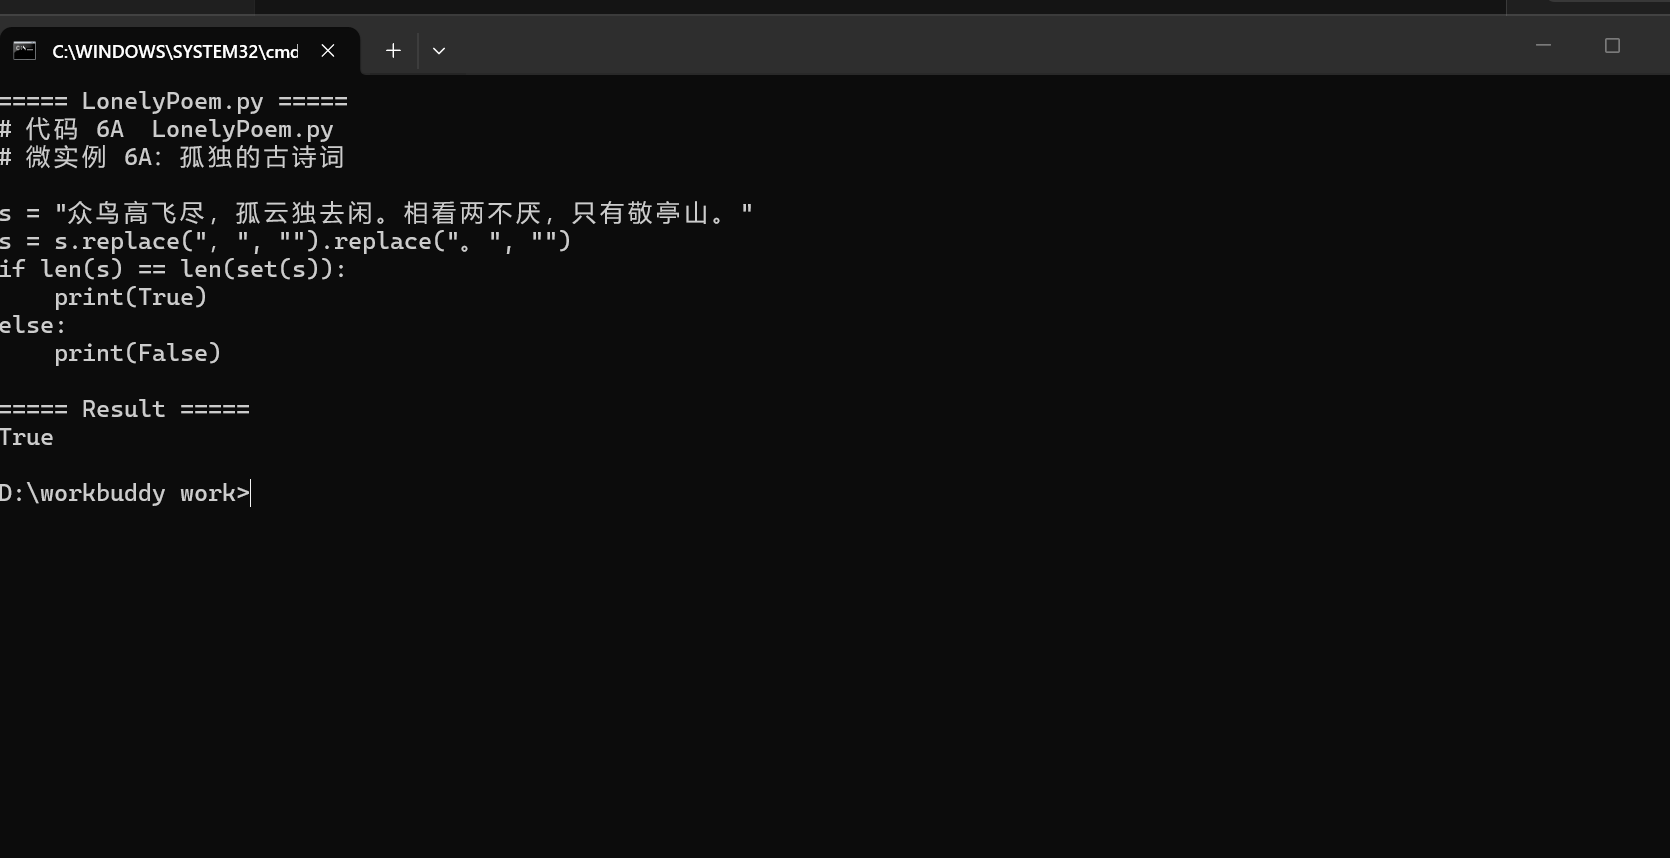 C:\WINDOWS\SYSTEM32\cmd
===== LonelyPoem.py =====
# 代码 6A  LonelyPoem.py
# 微实例 6A：孤独的古诗词
s = "众鸟高飞尽，孤云独去闲。相看两不厌，只有敬亭山。"
s = s.replace("，", "").replace("。", "")
if len(s) == len(set(s)):
    print(True)
else:
    print(False)
===== Result =====
True
D:\workbuddy work>